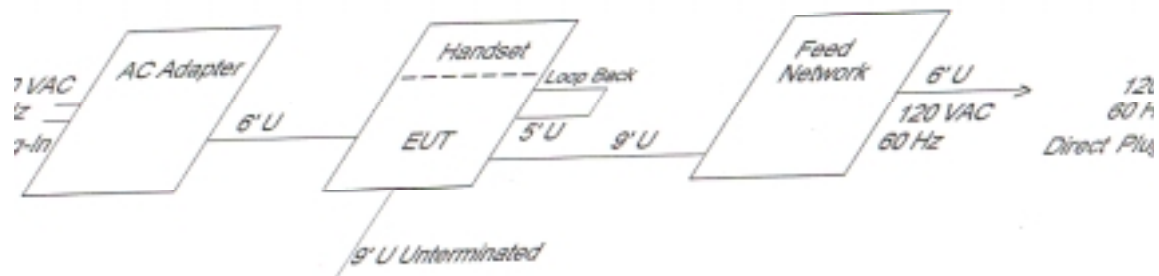 AC Adapter
VAC
6' U
Handset
EUT
Loop Back
5' U
9' U
9' U Unterminated
Feed
Network
6' U
120 VAC
60 Hz
120
60 H
Direct Plug